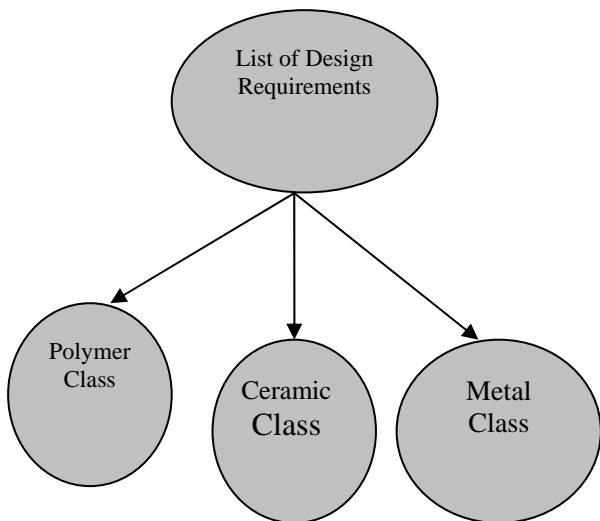 List of Design
Requirements
Polymer
Class
Ceramic
Class
Metal
Class